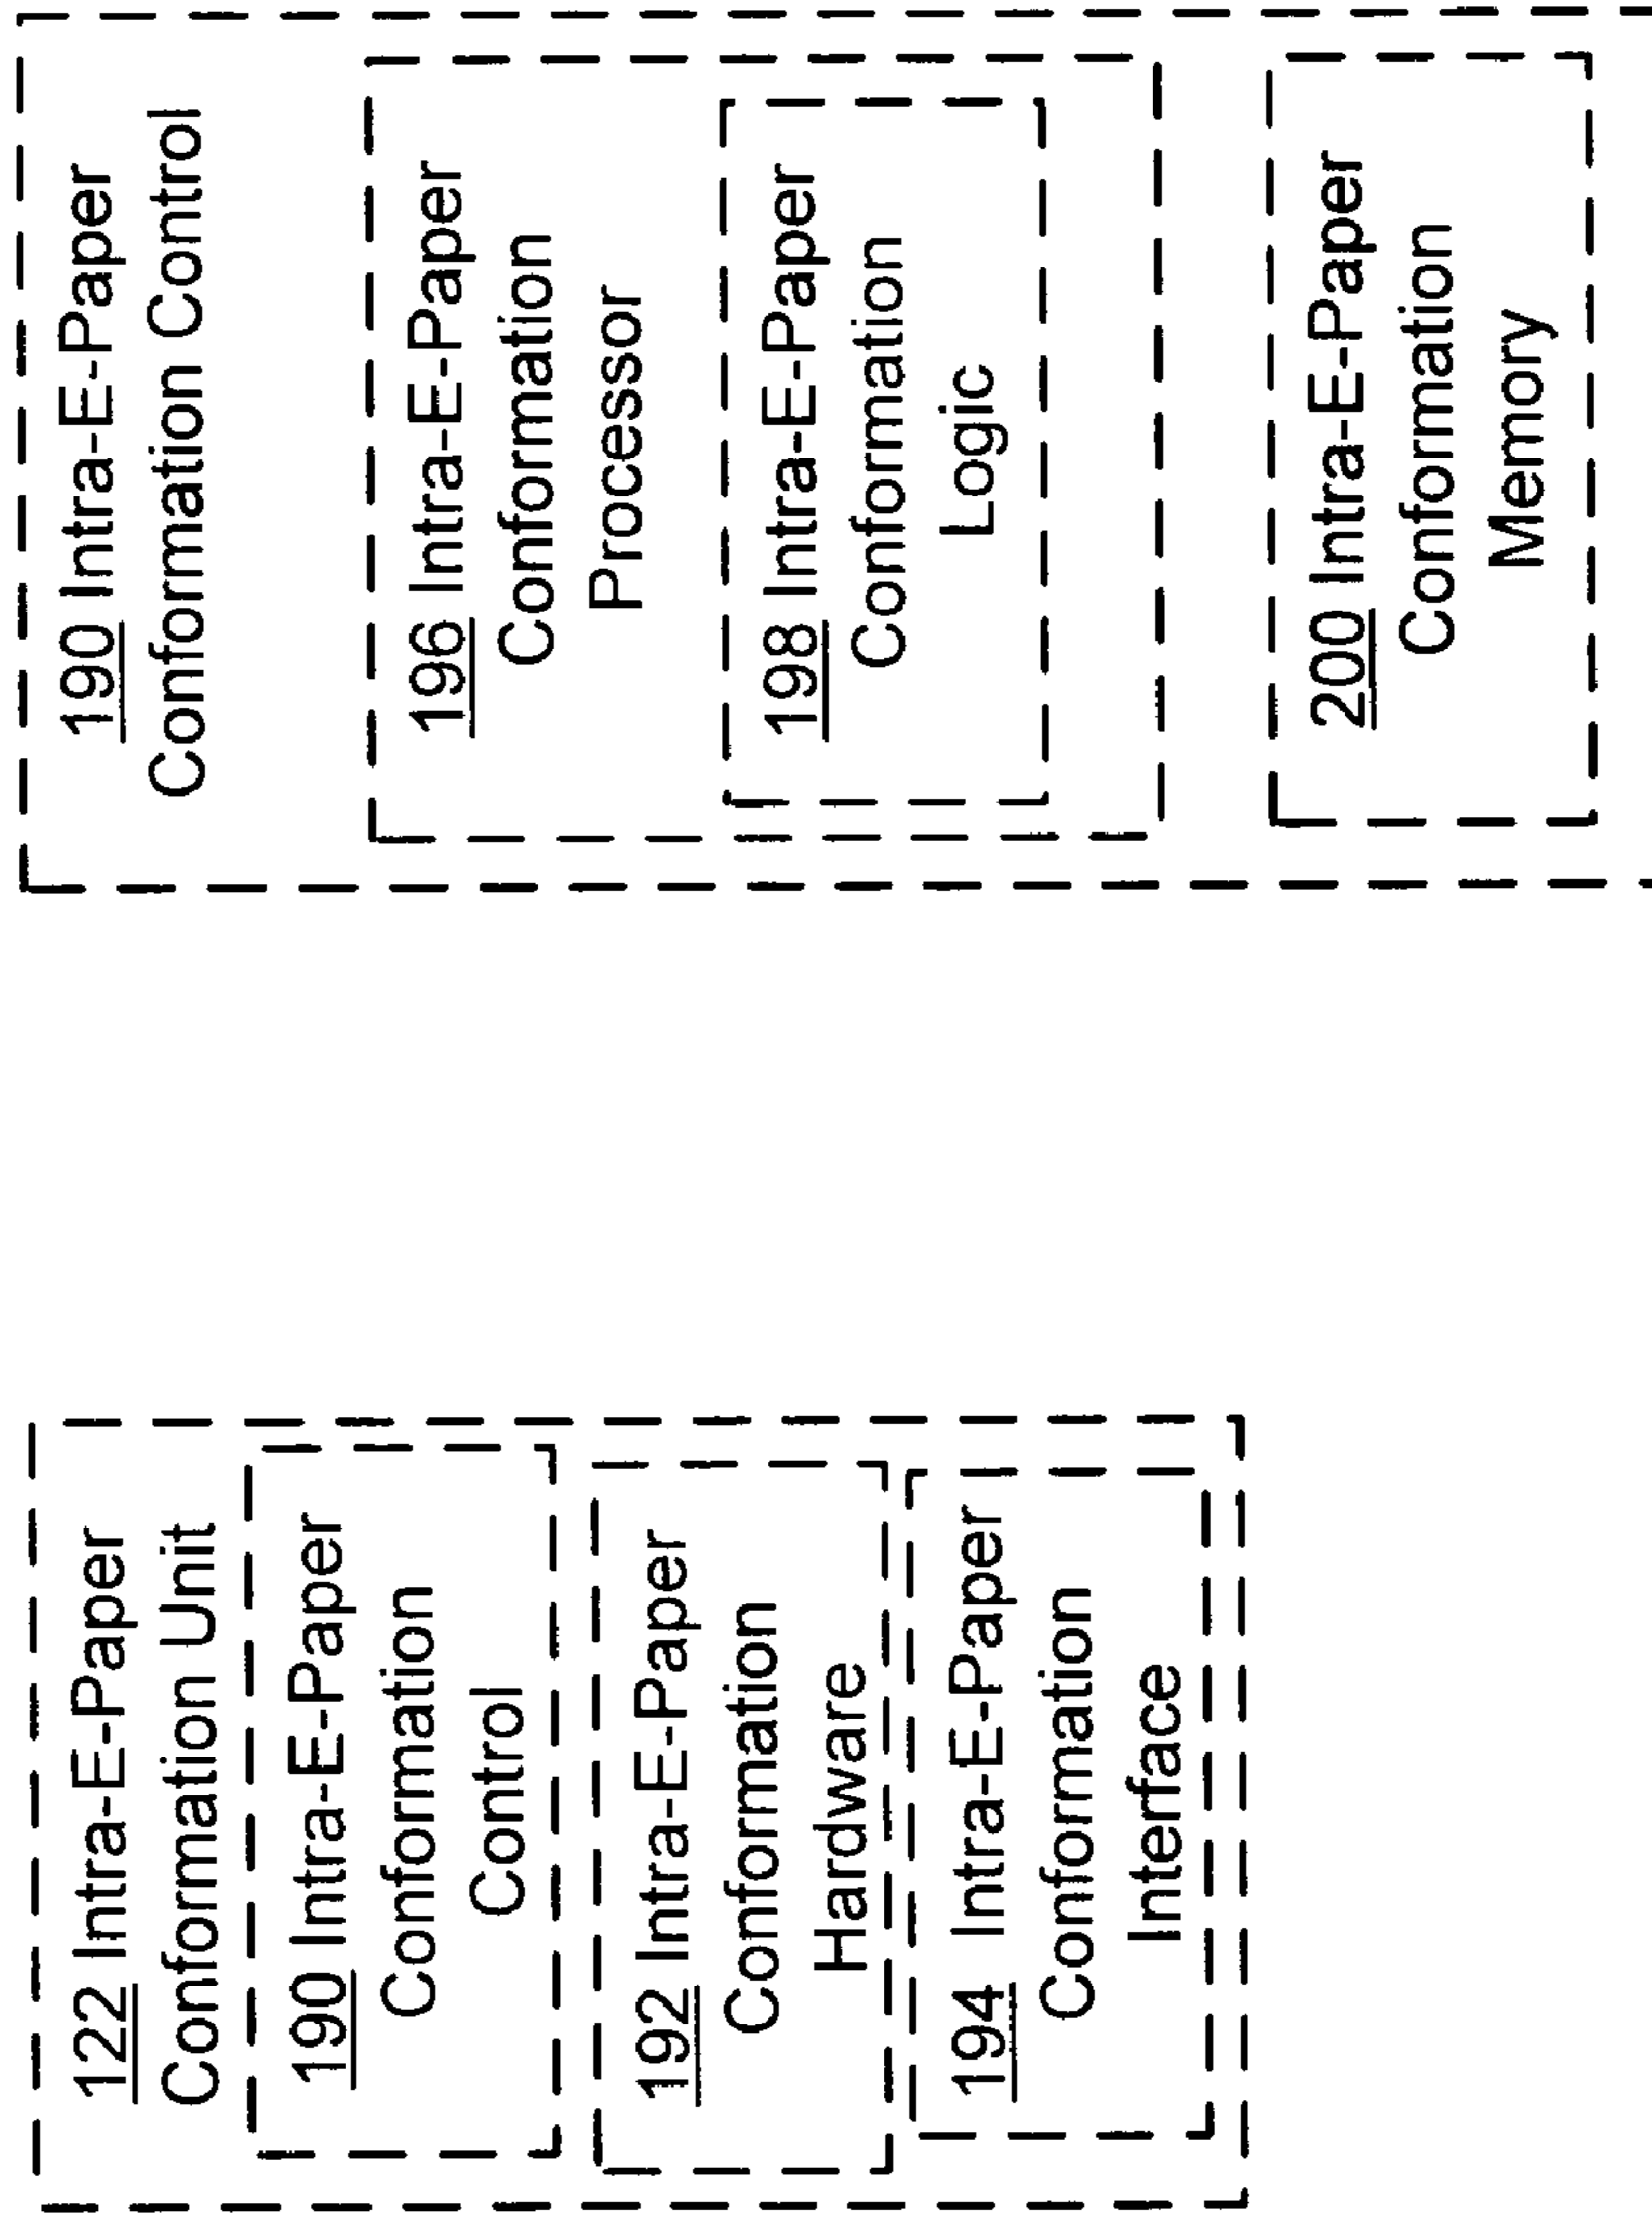 122 Intra-E-Paper
Conformation Unit
190 Intra-E-Paper
Conformation
Control
192 Intra-E-Paper
Conformation
Hardware
194 Intra-E-Paper
Conformation
Interface
190 Intra-E-Paper
Conformation Control
196 Intra-E-Paper
Conformation
Processor
198 Intra-E-Paper
Conformation
Logic
200 Intra-E-Paper
Conformation
Memory